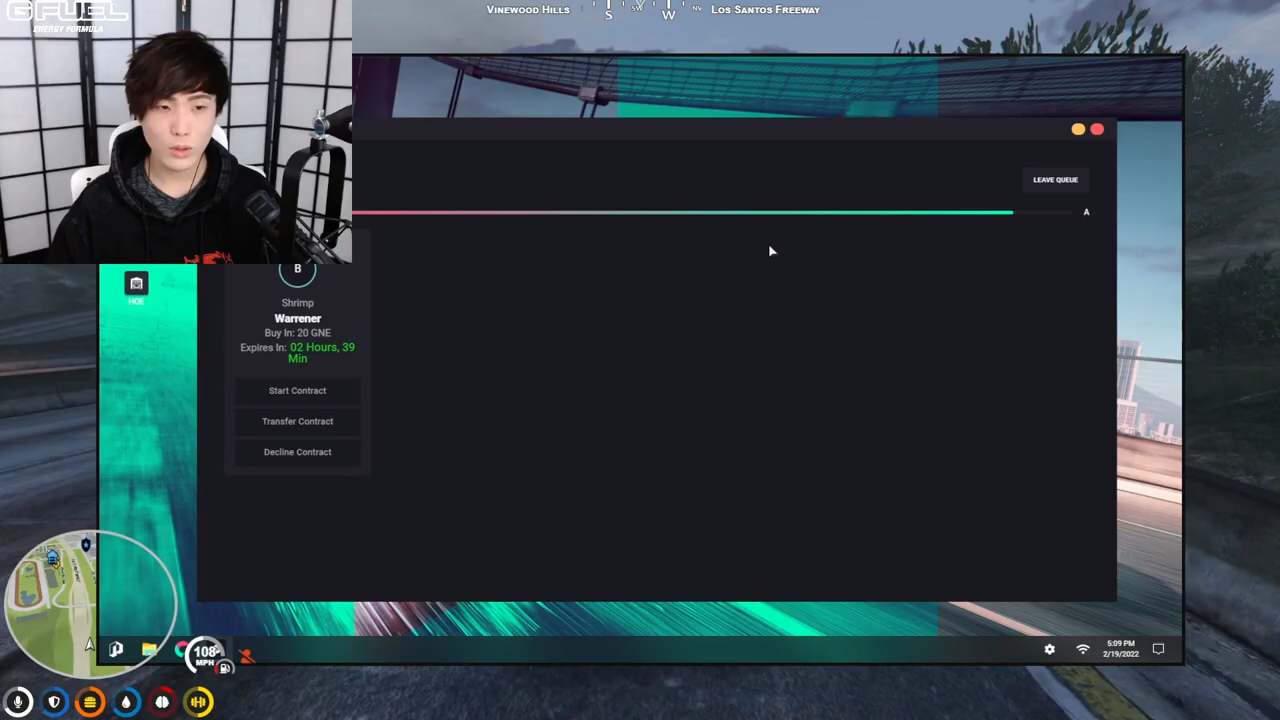 G FUEL
ENERGY FORMULA
VINEWOOD HILLS
S
SW
W
NW
LOS SANTOS FREEWAY
LEAVE QUEUE
A
HOE
B
Shrimp
Warrener
Buy In: 20 GNE
Expires In: 02 Hours, 39
Min
Start Contract
Transfer Contract
Decline Contract
108
MPH
5:09 PM
2/19/2022